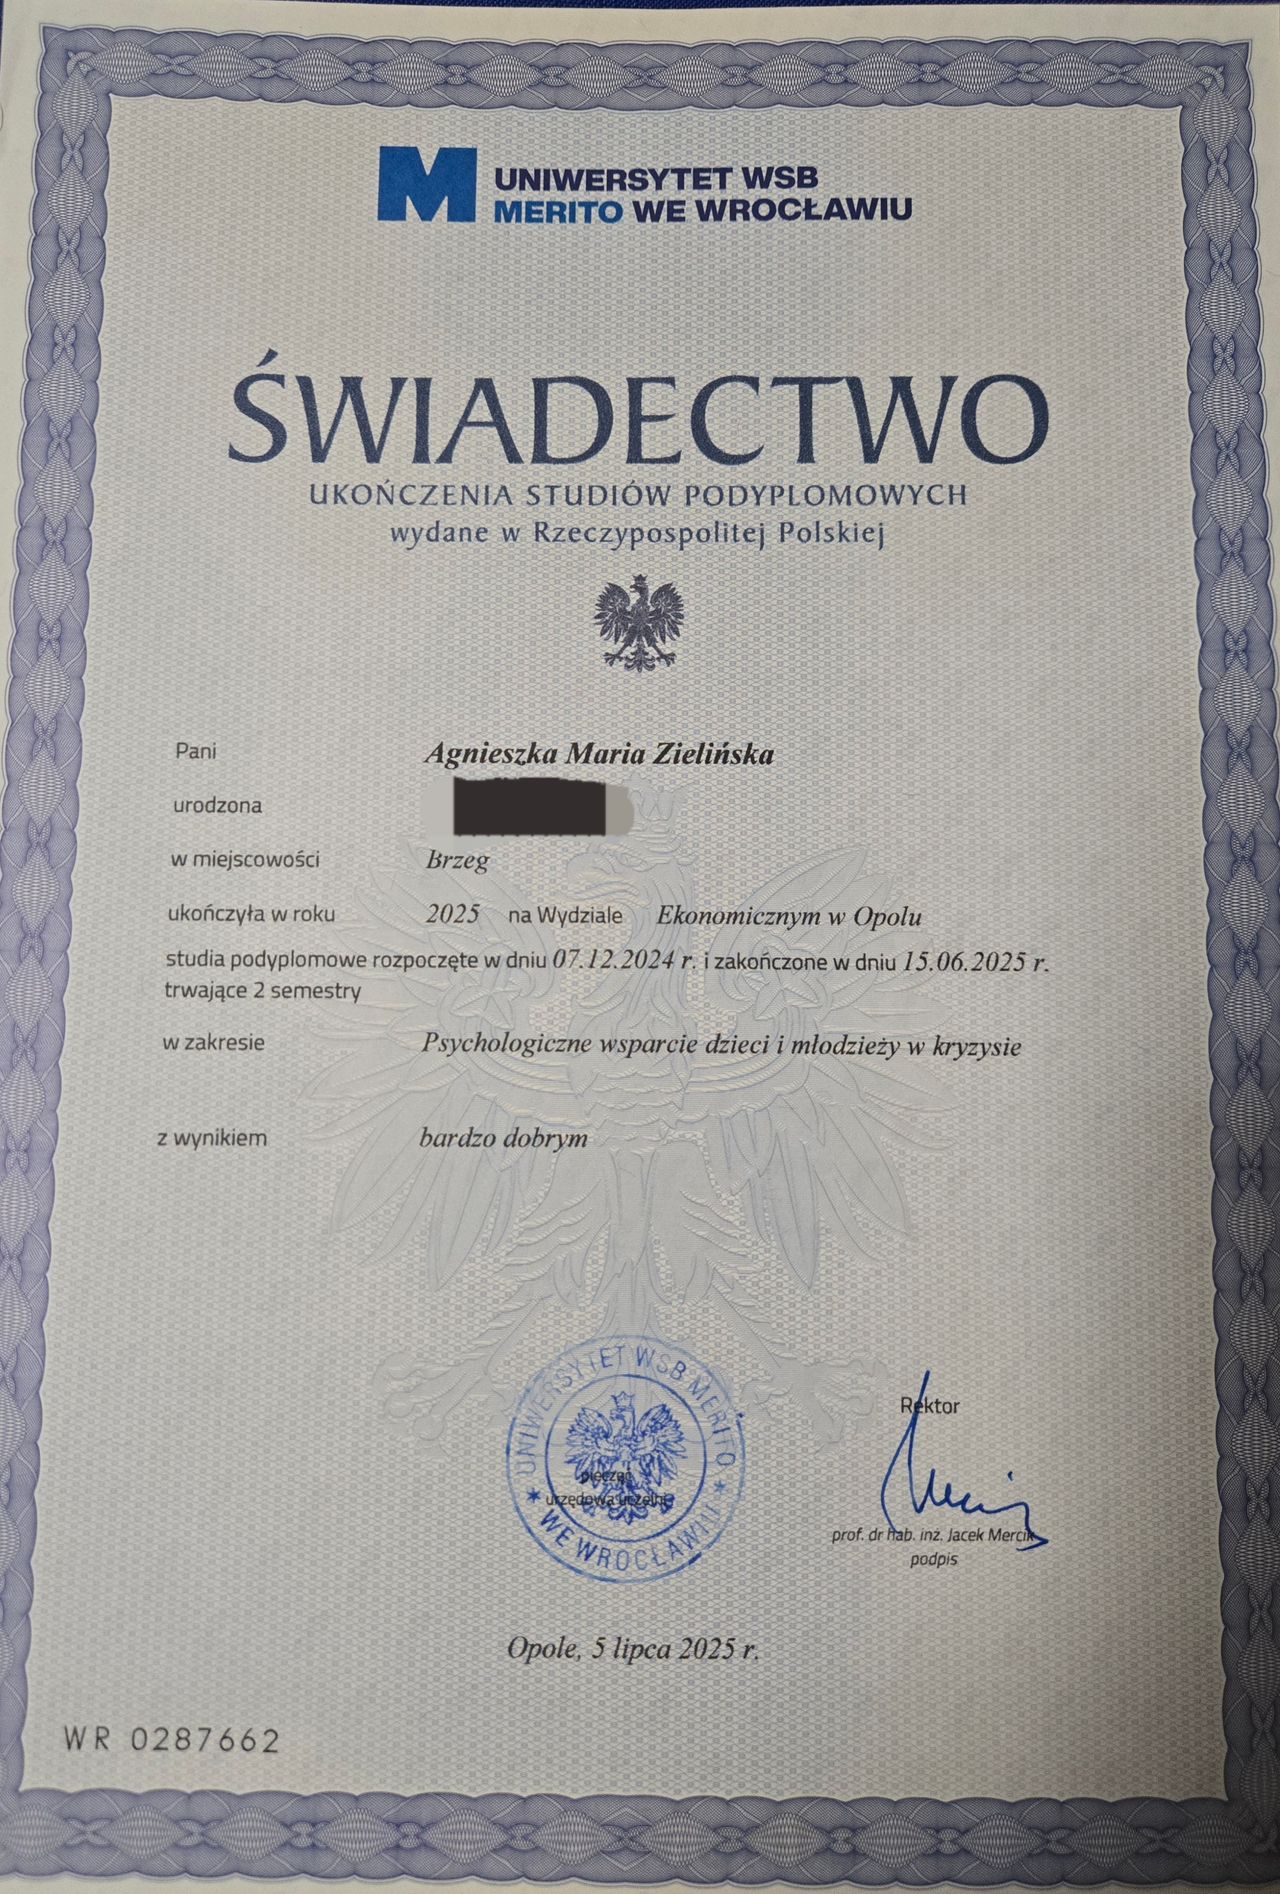 UNIWERSYTET WSB
MERITO WE WROCŁAWIU
ŚWIADECTWO
UKOŃCZENIA STUDIÓW PODYPLOMOWYCH
wydane w Rzeczypospolitej Polskiej
Pani Agnieszka Maria Zielińska
urodzona
w miejscowości Brzeg
ukończyła w roku 2025 na Wydziale Ekonomicznym w Opolu
studia podyplomowe rozpoczęte w dniu 07.12.2024 r. i zakończone w dniu 15.06.2025 r.
trwające 2 semestry
w zakresie Psychologiczne wsparcie dzieci i młodzieży w kryzysie
z wynikiem bardzo dobrym
UNIWERSYTET WSB MERITO
WE WROCŁAWIU
pieczęć
urzędowa uczelni
Rektor
prof. dr hab. inż. Jacek Mercik
podpis
Opole, 5 lipca 2025 r.
WR 0287662